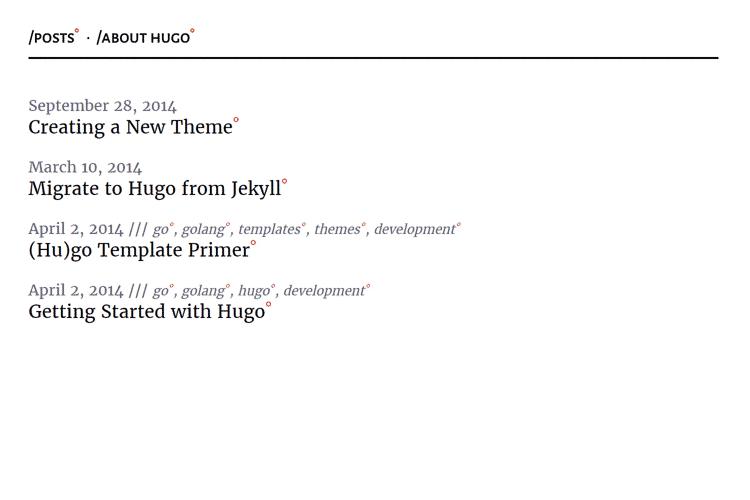 /POSTS° · /ABOUT HUGO°
September 28, 2014
Creating a New Theme°
March 10, 2014
Migrate to Hugo from Jekyll°
April 2, 2014 /// go°, golang°, templates°, themes°, development°
(Hu)go Template Primer°
April 2, 2014 /// go°, golang°, hugo°, development°
Getting Started with Hugo°